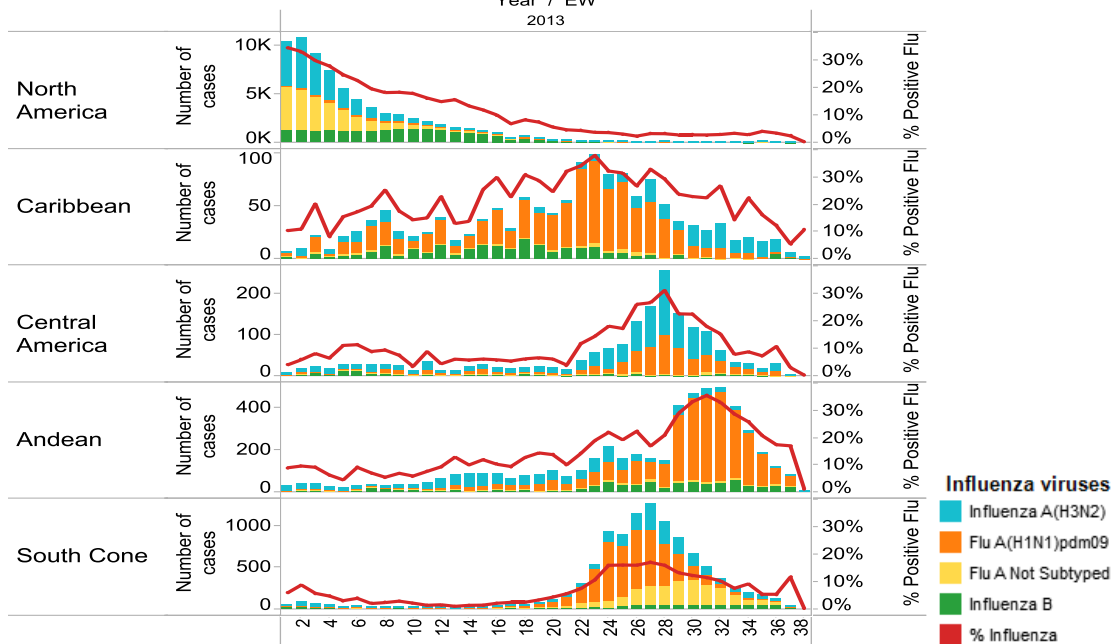 Year / EW
2013
North America
Number of cases
10K
5K
0K
30%
20%
10%
0%
% Positive Flu
Caribbean
Number of cases
100
50
0
30%
20%
10%
0%
% Positive Flu
Central America
Number of cases
200
100
0
30%
20%
10%
0%
% Positive Flu
Andean
Number of cases
400
200
0
30%
20%
10%
0%
% Positive Flu
South Cone
Number of cases
1000
500
0
30%
20%
10%
0%
% Positive Flu
2 4 6 8 10 12 14 16 18 20 22 24 26 28 30 32 34 36 38
Influenza viruses
Influenza A(H3N2)
Flu A(H1N1)pdm09
Flu A Not Subtyped
Influenza B
% Influenza